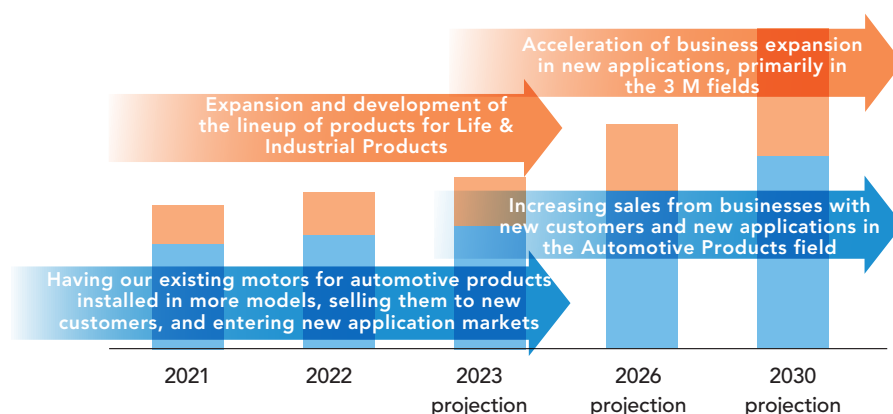 Acceleration of business expansion
in new applications, primarily in
the 3 M fields
Expansion and development of
the lineup of products for Life &
Industrial Products
Increasing sales from businesses with
new customers and new applications in
the Automotive Products field
Having our existing motors for automotive products
installed in more models, selling them to new
customers, and entering new application markets
2021
2022
2023
projection
2026
projection
2030
projection